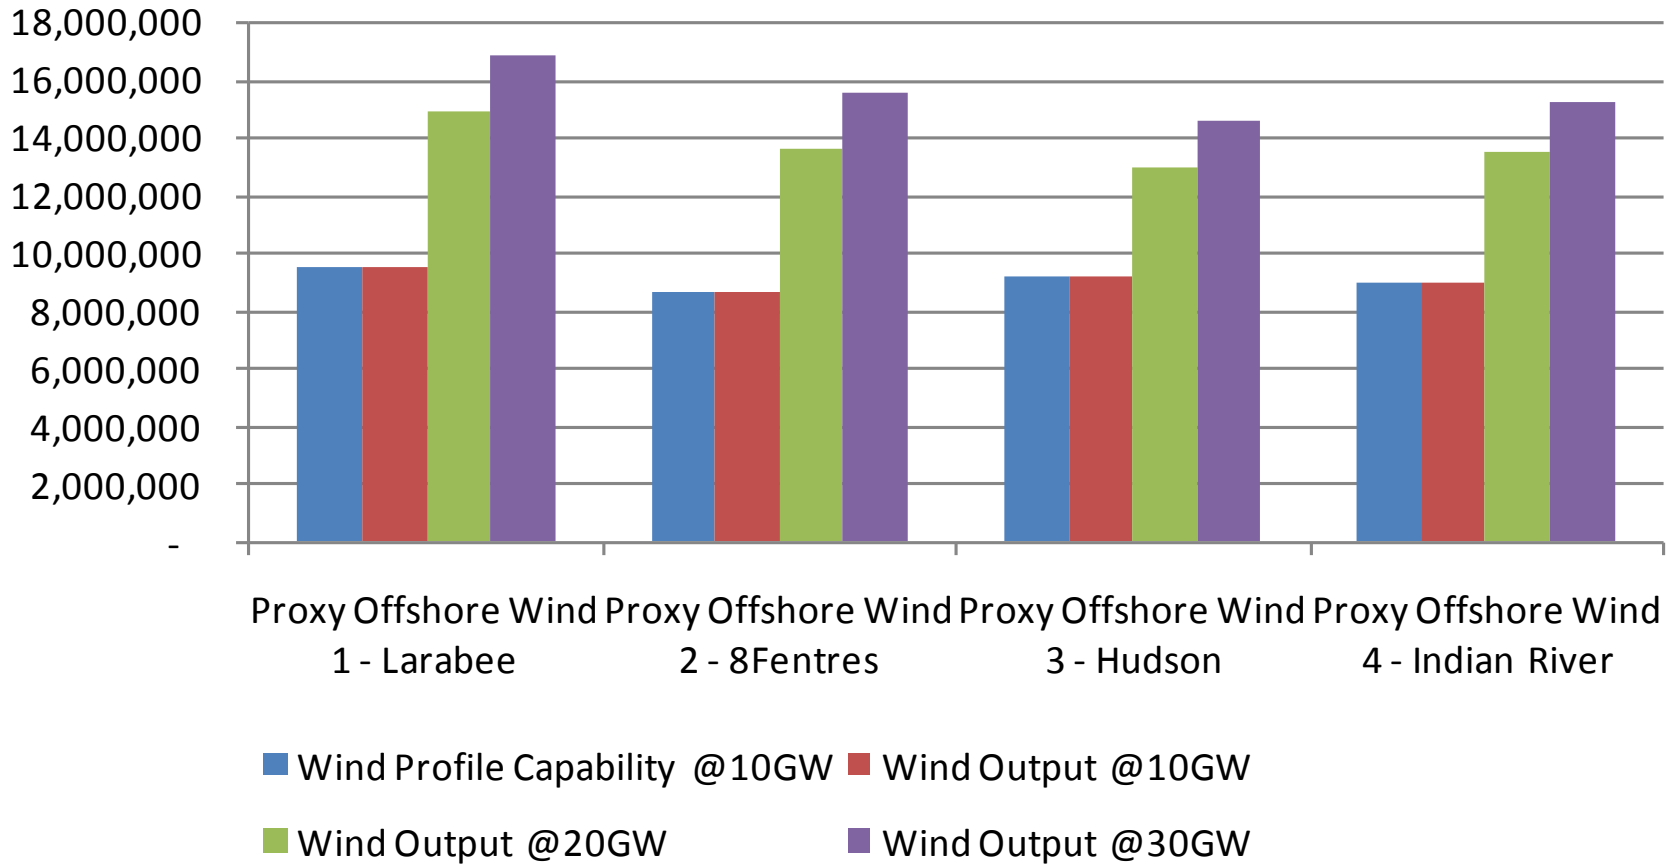 18,000,000
16,000,000
14,000,000
12,000,000
10,000,000
8,000,000
6,000,000
4,000,000
2,000,000
-
Proxy Offshore Wind Proxy Offshore Wind Proxy Offshore Wind Proxy Offshore Wind
1 - Larabee 2 - 8Fentres 3 - Hudson 4 - Indian River
Wind Profile Capability @10GW Wind Output @10GW
Wind Output @20GW Wind Output @30GW